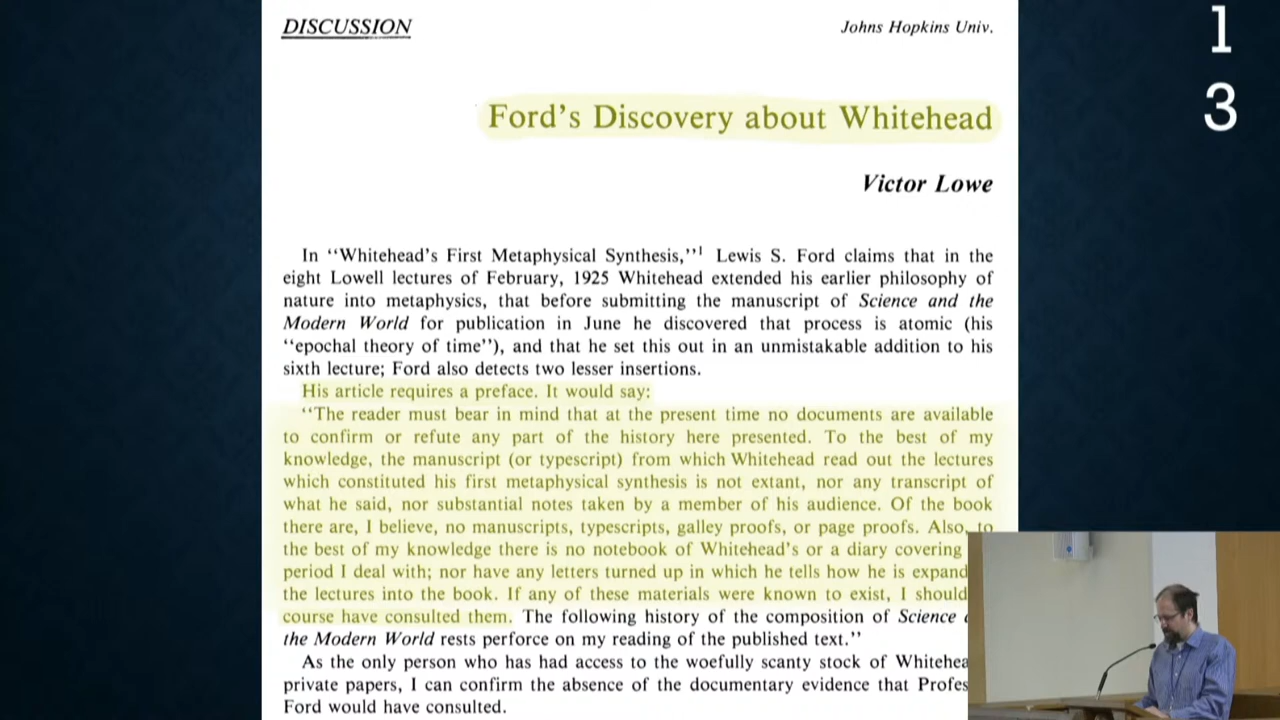 DISCUSSION
Johns Hopkins Univ.
1
3
Ford's Discovery about Whitehead
Victor Lowe
In "Whitehead's First Metaphysical Synthesis,"1 Lewis S. Ford claims that in the
eight Lowell lectures of February, 1925 Whitehead extended his earlier philosophy of
nature into metaphysics, that before submitting the manuscript of Science and the
Modern World for publication in June he discovered that process is atomic (his
"epochal theory of time"), and that he set this out in an unmistakable addition to his
sixth lecture; Ford also detects two lesser insertions.
His article requires a preface. It would say:
"The reader must bear in mind that at the present time no documents are available
to confirm or refute any part of the history here presented. To the best of my
knowledge, the manuscript (or typescript) from which Whitehead read out the lectures
which constituted his first metaphysical synthesis is not extant, nor any transcript of
what he said, nor substantial notes taken by a member of his audience. Of the book
there are, I believe, no manuscripts, typescripts, galley proofs, or page proofs. Also, to
the best of my knowledge there is no notebook of Whitehead's or a diary covering
period I deal with; nor have any letters turned up in which he tells how he is
the lectures into the book. If any of these materials were known to exist, I should
course have consulted them. The following history of the composition of Science
the Modern World rests perforce on my reading of the published text."
As the only person who has had access to the woefully scanty stock of
private papers, I can confirm the absence of the documentary evidence that
Ford would have consulted.